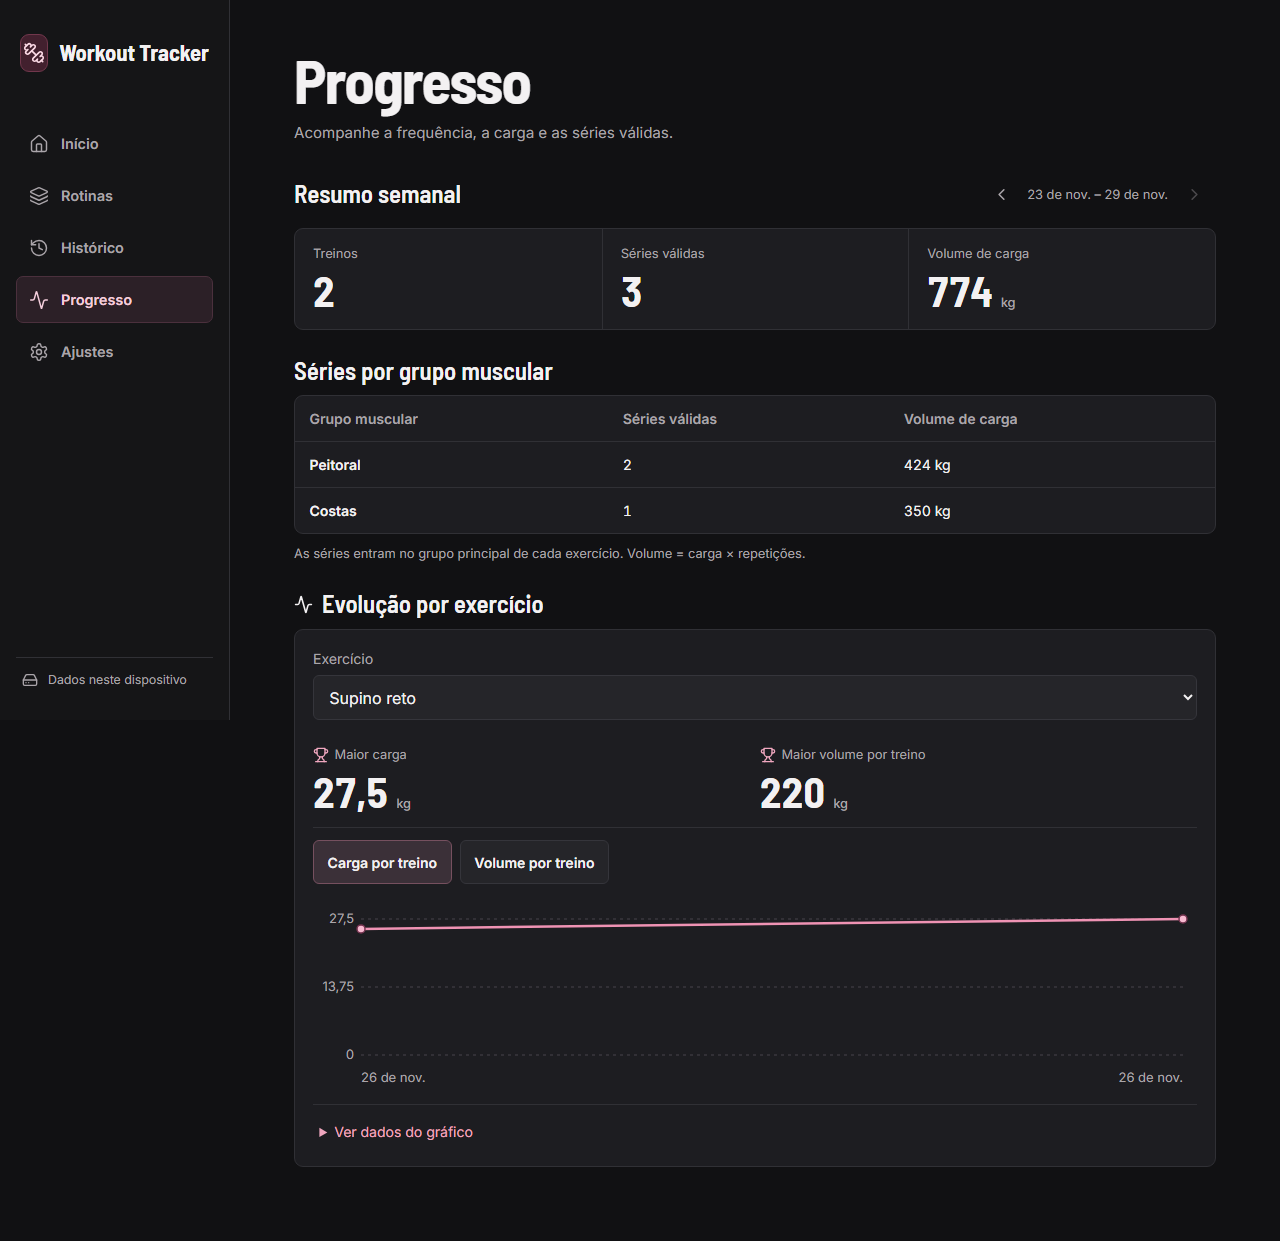 Workout Tracker
Início
Rotinas
Histórico
Progresso
Ajustes
Dados neste dispositivo
Progresso
Acompanhe a frequência, a carga e as séries válidas.
Resumo semanal
23 de nov. – 29 de nov.
Treinos
2
Séries válidas
3
Volume de carga
774 kg
Séries por grupo muscular
Grupo muscular Séries válidas Volume de carga
Peitoral 2 424 kg
Costas 1 350 kg
As séries entram no grupo principal de cada exercício. Volume = carga × repetições.
Evolução por exercício
Exercício
Supino reto
Maior carga
27,5 kg
Maior volume por treino
220 kg
Carga por treino
Volume por treino
27,5
13,75
0
26 de nov. 26 de nov.
Ver dados do gráfico